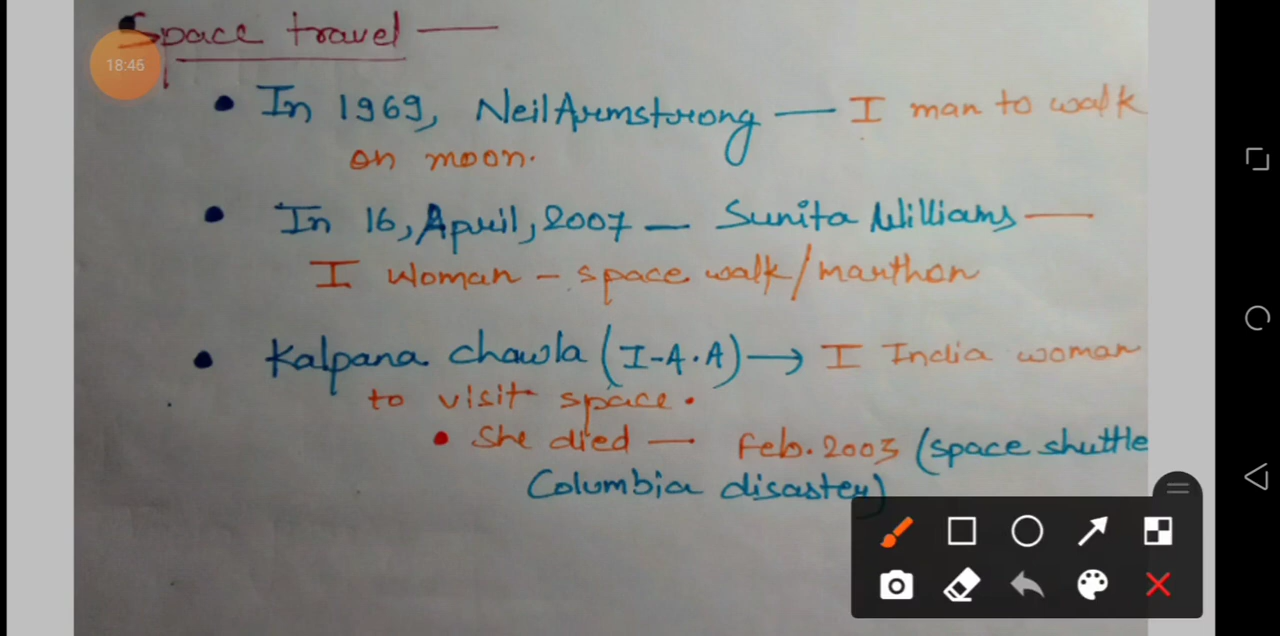 Space travel —
18:45
• In 1969, Neil Armstrong — I man to walk
on moon.
• In 16, April, 2007 — Sunita Williams —
I Woman - space walk/marthon
• Kalpana chawla (I-A.A) → I India woman
to visit space.
• She died — Feb. 2003 (space shuttle
Columbia disaster)